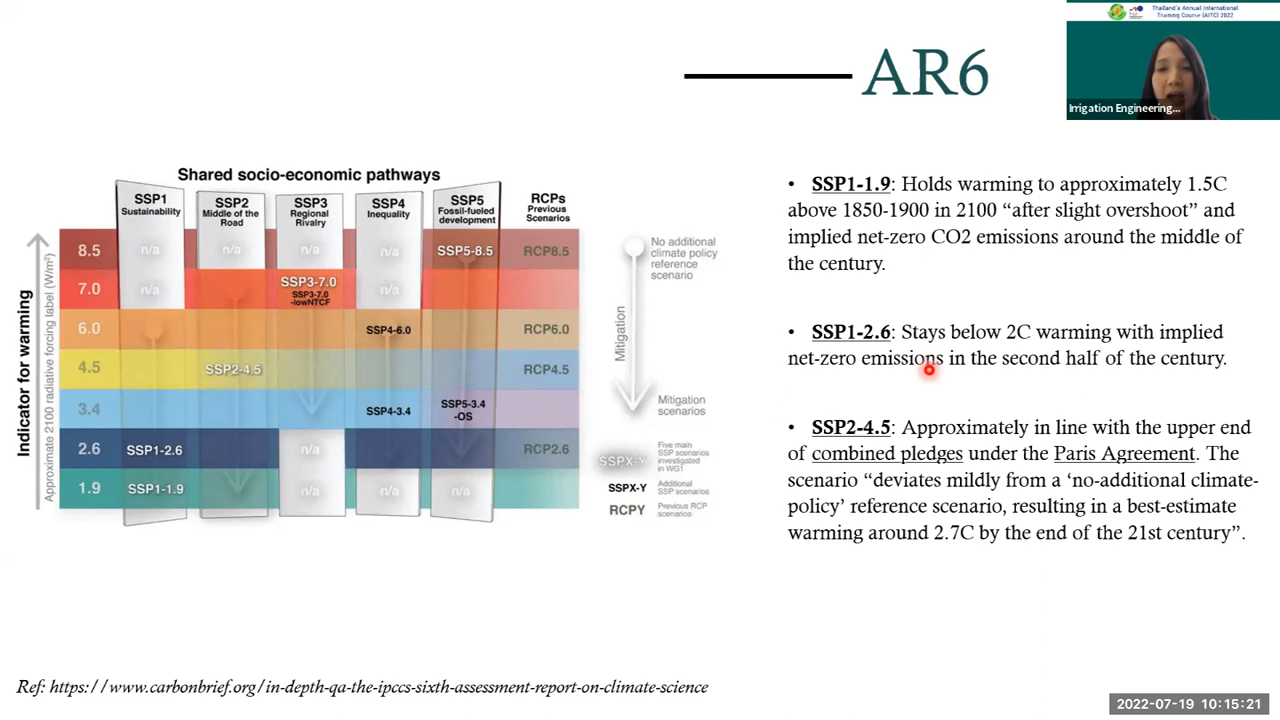 Thailand's Annual International
Training Course (AITC) 2022
Irrigation Engineering...
AR6
Shared socio-economic pathways
SSP1
Sustainability
SSP2
Middle of the
Road
SSP3
Regional
Rivalry
SSP4
Inequality
SSP5
Fossil-fueled
development
RCPs
Previous
Scenarios
Indicator for warming
Approximate 2100 radiative forcing label (W/m²)
8.5 n/a n/a n/a n/a SSP5-8.5 RCP8.5
7.0 n/a SSP3-7.0 n/a
SSP3-7.0
-lowNTCF
6.0 SSP4-6.0 RCP6.0
4.5 SSP2-4.5 RCP4.5
3.4 SSP4-3.4 SSP5-3.4
-OS
2.6 SSP1-2.6 n/a RCP2.6
1.9 SSP1-1.9 n/a n/a n/a
No additional
climate policy
reference
scenario
Mitigation
Mitigation
scenarios
SSPX-Y Five main
SSP scenarios
investigated
in WG1
SSPX-Y Additional
SSP scenarios
RCPY Previous RCP
scenarios
• SSP1-1.9: Holds warming to approximately 1.5C
above 1850-1900 in 2100 “after slight overshoot” and
implied net-zero CO2 emissions around the middle of
the century.
• SSP1-2.6: Stays below 2C warming with implied
net-zero emissions in the second half of the century.
• SSP2-4.5: Approximately in line with the upper end
of combined pledges under the Paris Agreement. The
scenario “deviates mildly from a ‘no-additional climate-
policy’ reference scenario, resulting in a best-estimate
warming around 2.7C by the end of the 21st century”.
Ref: https://www.carbonbrief.org/in-depth-qa-the-ipccs-sixth-assessment-report-on-climate-science
2022-07-19 10:15:21